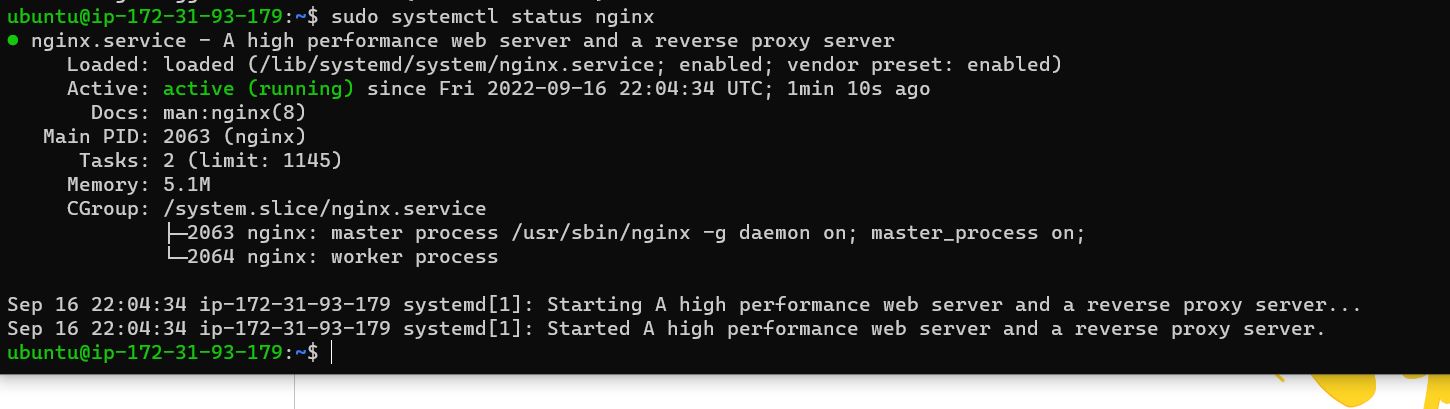 ubuntu@ip-172-31-93-179:~$ sudo systemctl status nginx
● nginx.service - A high performance web server and a reverse proxy server
     Loaded: loaded (/lib/systemd/system/nginx.service; enabled; vendor preset: enabled)
     Active: active (running) since Fri 2022-09-16 22:04:34 UTC; 1min 10s ago
       Docs: man:nginx(8)
   Main PID: 2063 (nginx)
      Tasks: 2 (limit: 1145)
     Memory: 5.1M
     CGroup: /system.slice/nginx.service
             ├─2063 nginx: master process /usr/sbin/nginx -g daemon on; master_process on;
             └─2064 nginx: worker process
Sep 16 22:04:34 ip-172-31-93-179 systemd[1]: Starting A high performance web server and a reverse proxy server...
Sep 16 22:04:34 ip-172-31-93-179 systemd[1]: Started A high performance web server and a reverse proxy server.
ubuntu@ip-172-31-93-179:~$